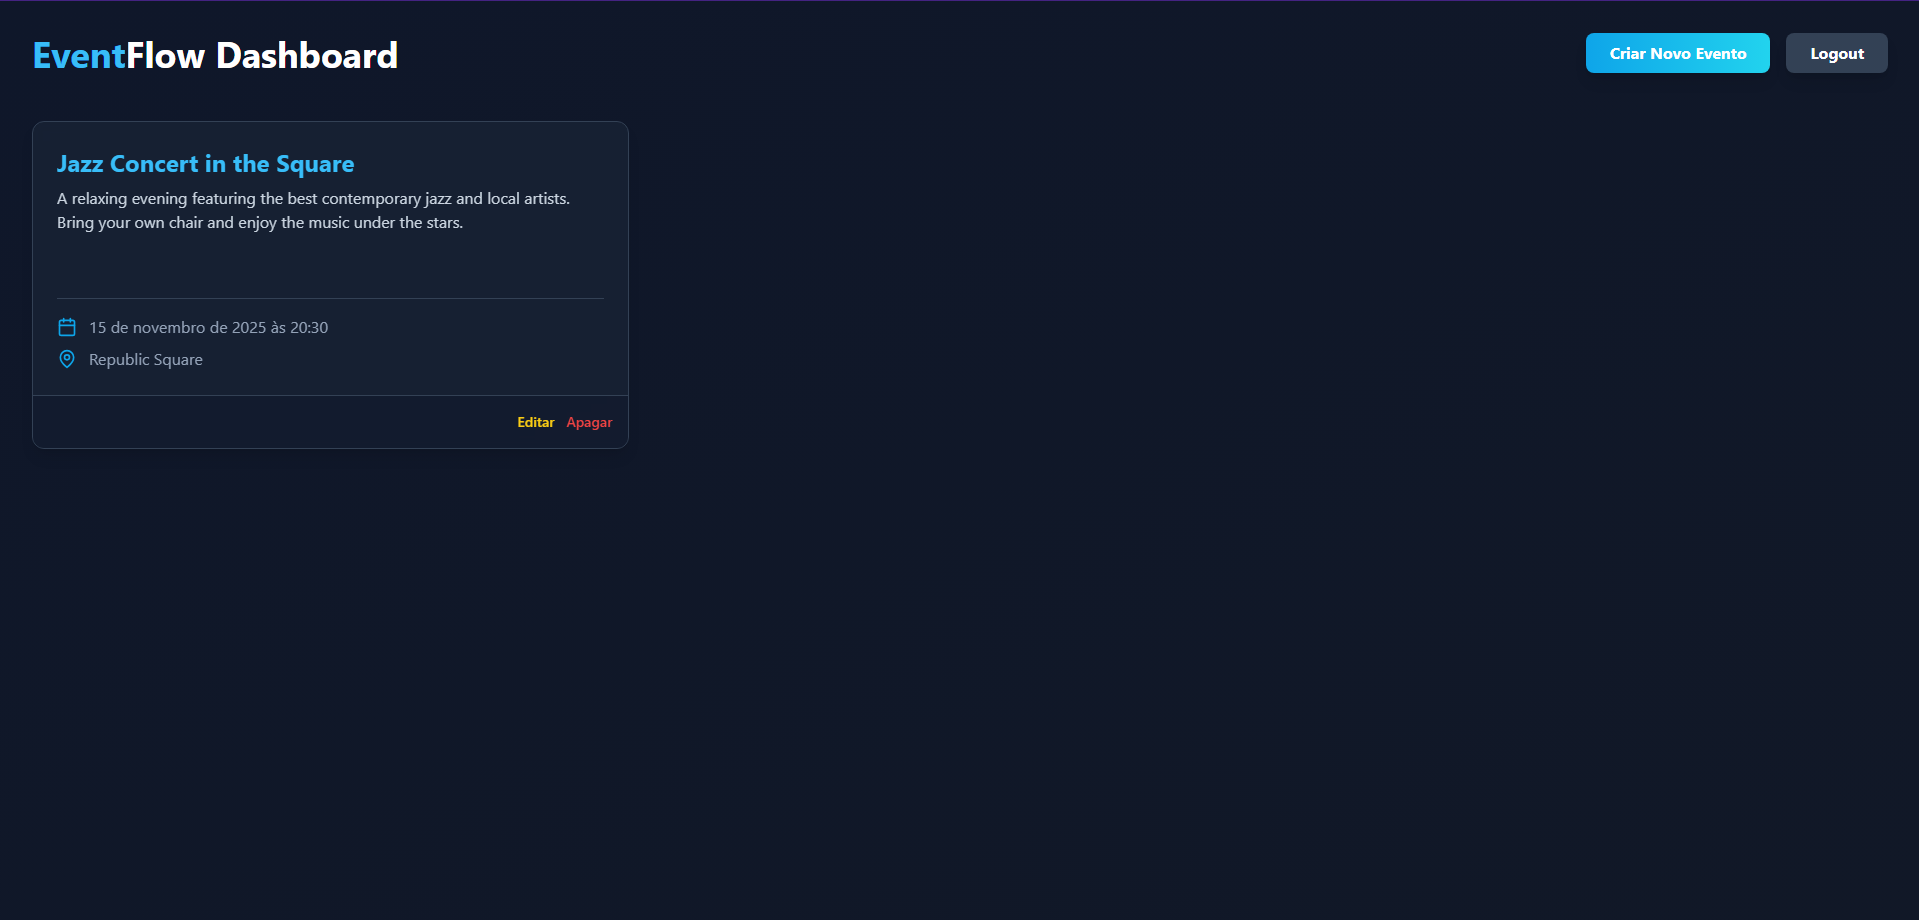 EventFlow Dashboard
Criar Novo Evento
Logout
Jazz Concert in the Square
A relaxing evening featuring the best contemporary jazz and local artists.
Bring your own chair and enjoy the music under the stars.
15 de novembro de 2025 às 20:30
Republic Square
Editar
Apagar